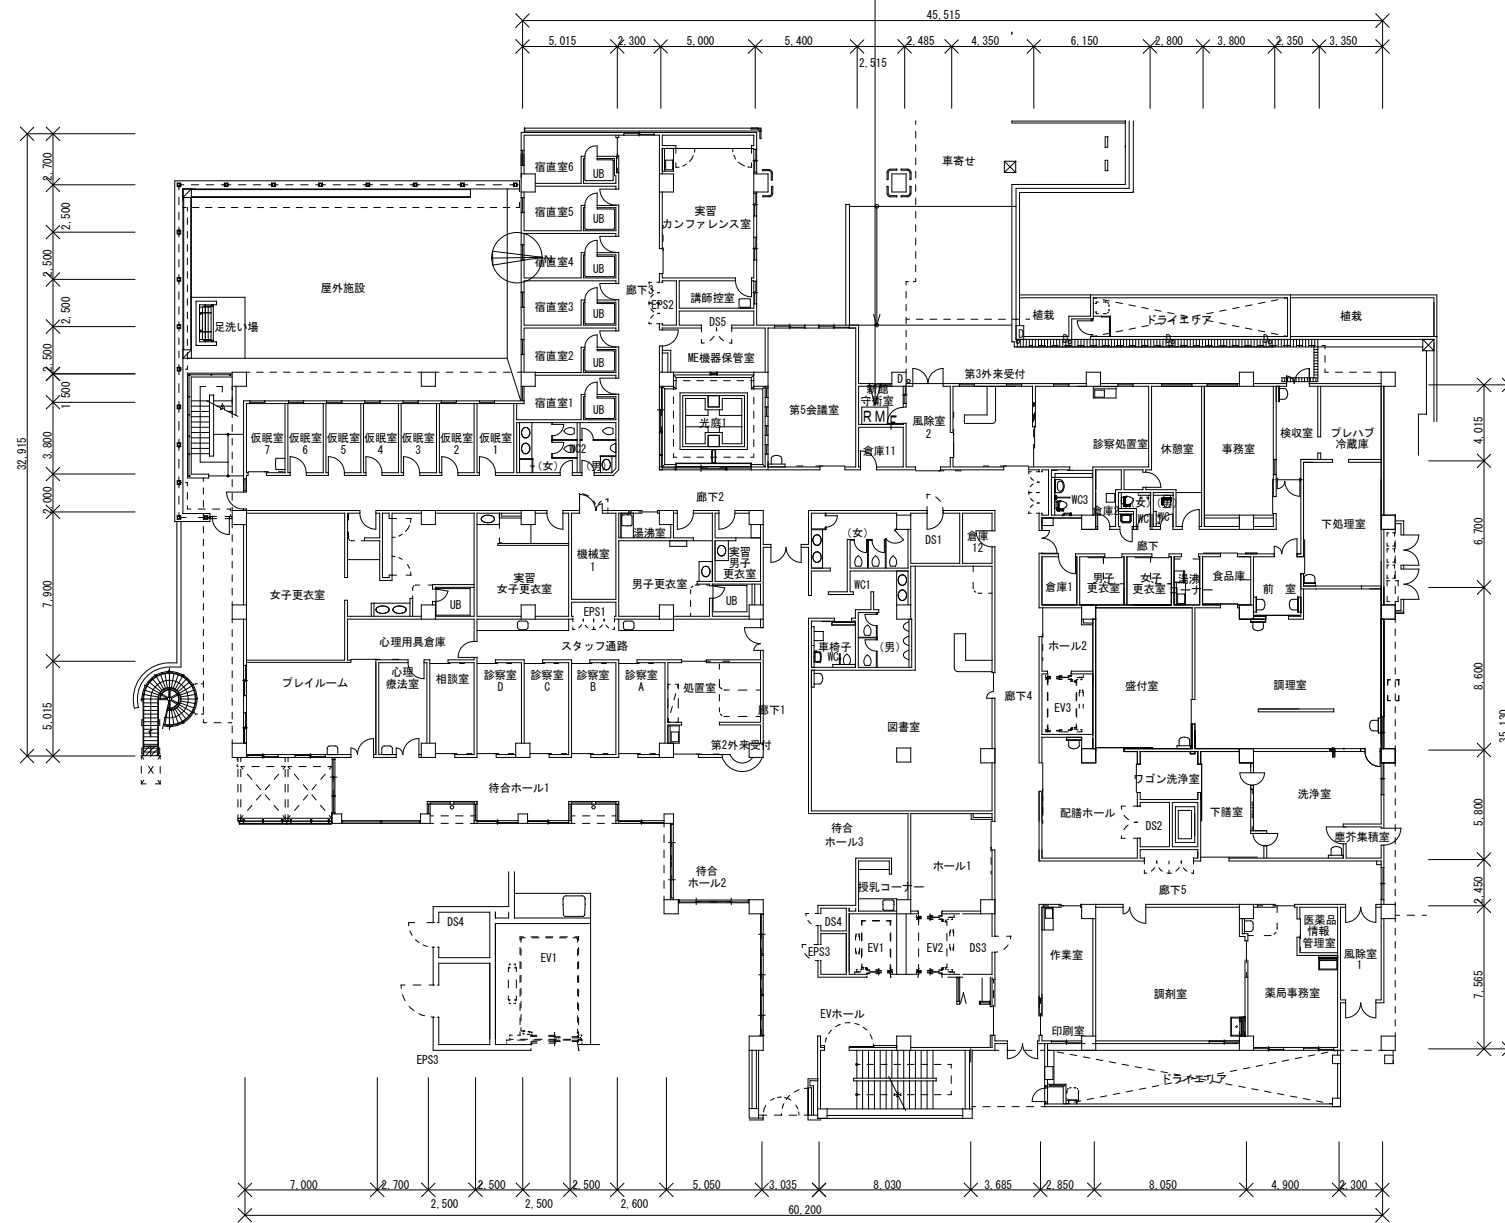 45,515
5,015
2,300
5,000
5,400
2,485
4,350
6,150
2,800
3,800
2,350
3,350
2,515
32,915
2,700
2,500
2,500
2,500
2,500
1,500
3,800
2,000
7,900
5,015
宿直室6
UB
宿直室5
UB
宿直室4
UB
宿直室3
UB
宿直室2
UB
宿直室1
UB
N
実習
カンファレンス室
廊下3
EPS2
講師控室
DS5
ME機器保管室
屋外施設
足洗い場
車寄せ
植栽
ドライエリア
植栽
D
D
D
D
第3外来受付
D
第5会議室
新館
守衛室
RM
風除室
2
倉庫11
光庭1
仮眠室
7
仮眠室
6
仮眠室
5
仮眠室
4
仮眠室
3
仮眠室
2
仮眠室
1
(女)
WC2
(男)
診察処置室
休憩室
事務室
検収室
プレハブ
冷蔵庫
下処理室
WC3
倉庫2
(女)
WC
WC
廊下
廊下2
湯沸室
機械室
1
女子更衣室
UB
実習
女子更衣室
男子更衣室
実習
男子
更衣室
UB
EPS1
(女)
DS1
倉庫
12
WC1
車椅子
WC
(男)
倉庫1
男子
更衣室
女子
更衣室
湯沸
コーナー
食品庫
前 室
心理用具倉庫
スタッフ通路
プレイルーム
心理
療法室
相談室
診察室
D
診察室
C
診察室
B
診察室
A
処置室
廊下1
第2外来受付
図書室
廊下4
ホール2
EV3
盛付室
調理室
待合ホール1
待合
ホール3
待合
ホール2
ホール1
授乳コーナー
配膳ホール
ワゴン洗浄室
DS2
下膳室
洗浄室
塵芥集積室
廊下5
DS4
EPS3
EV1
EV2
DS3
EVホール
DS4
EV1
EPS3
作業室
印刷室
調剤室
医薬品
情報
管理室
薬局事務室
風除室
1
ドライエリア
X
4,015
6,700
8,600
5,800
2,450
7,565
35,130
7,000
2,700
2,500
2,500
2,500
2,500
2,600
5,050
3,035
8,030
3,685
2,850
8,050
4,900
2,300
60,200